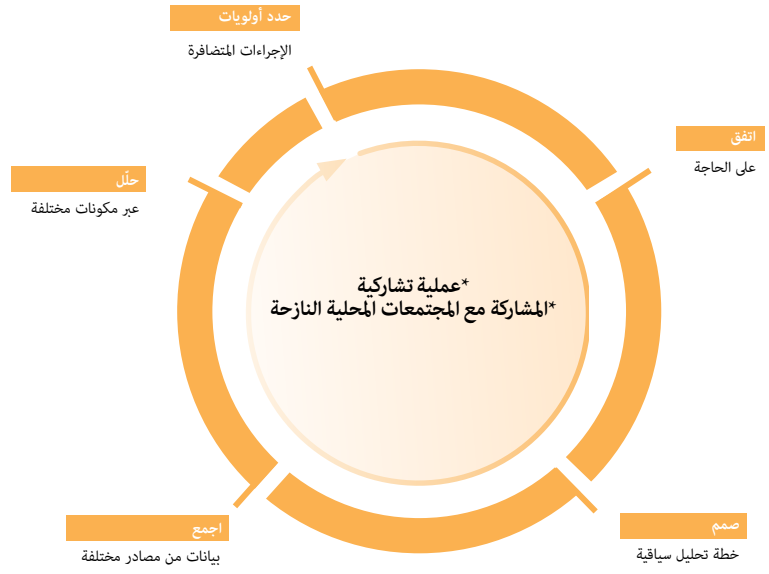 حدد أولويات
الإجراءات المتضافرة
اتفق
على الحاجة
حلّل
عبر مكونات مختلفة
*عملية تشاركية
*المشاركة مع المجتمعات المحلية النازحة
صمم
خطة تحليل سياقية
اجمع
بيانات من مصادر مختلفة